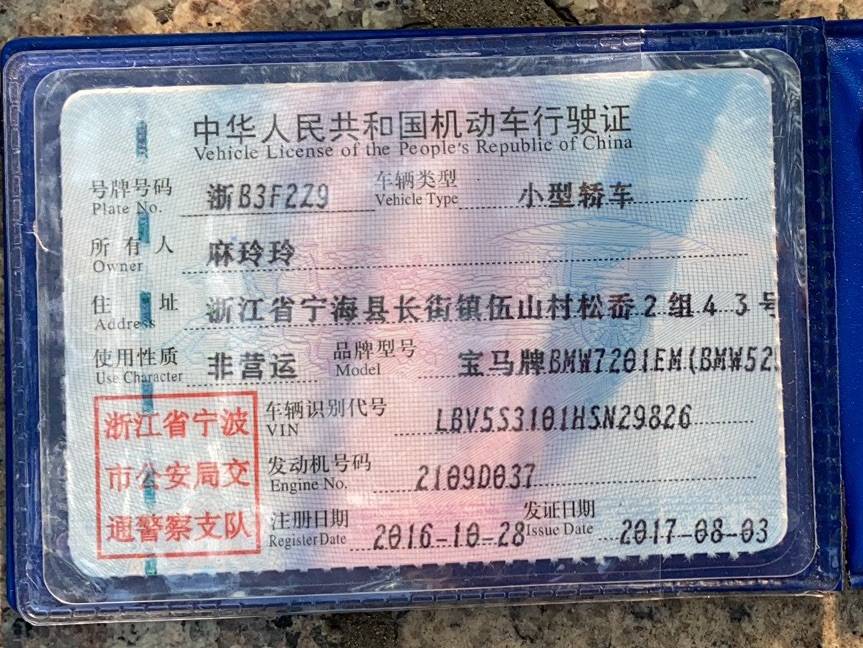 中华人民共和国机动车行驶证
Vehicle License of the People's Republic of China
号牌号码 浙B3F2Z9 车辆类型 小型轿车
Plate No. Vehicle Type
所有人 麻玲玲
Owner
住址 浙江省宁海县长街镇伍山村松岙2组43号
Address
使用性质 非营运 品牌型号 宝马牌BMW7201EM(BMW52
Use Character Model
浙江省宁波 车辆识别代号 LBV5S3101HSN29826
VIN
市公安局交 发动机号码 2109D037
Engine No.
通警察支队 注册日期 2016-10-28 发证日期 2017-08-03
Register Date Issue Date